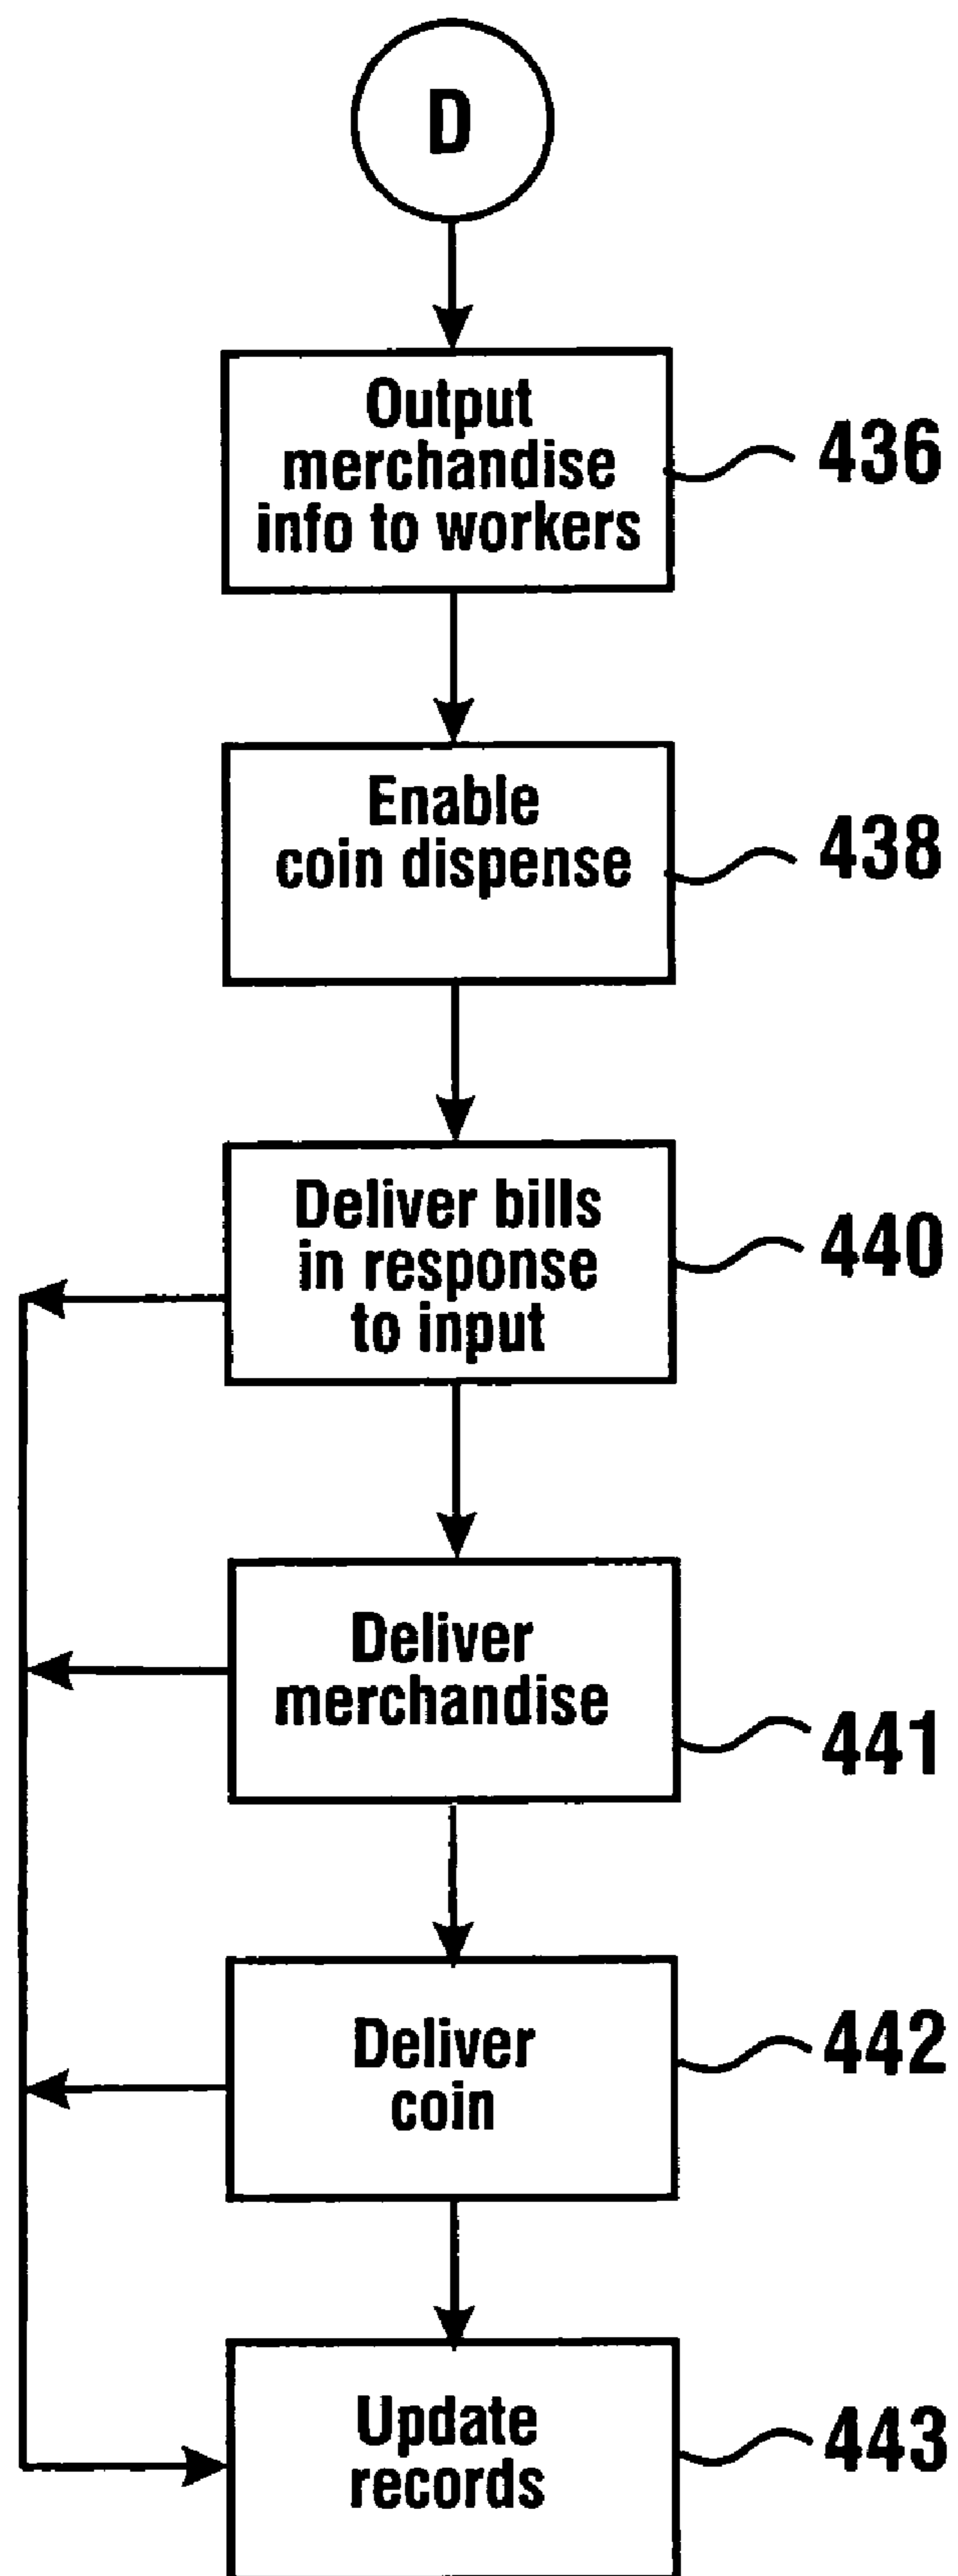 D
Output
merchandise
info to workers
436
Enable
coin dispense
438
Deliver bills
in response
to input
440
Deliver
merchandise
441
Deliver
coin
442
Update
records
443